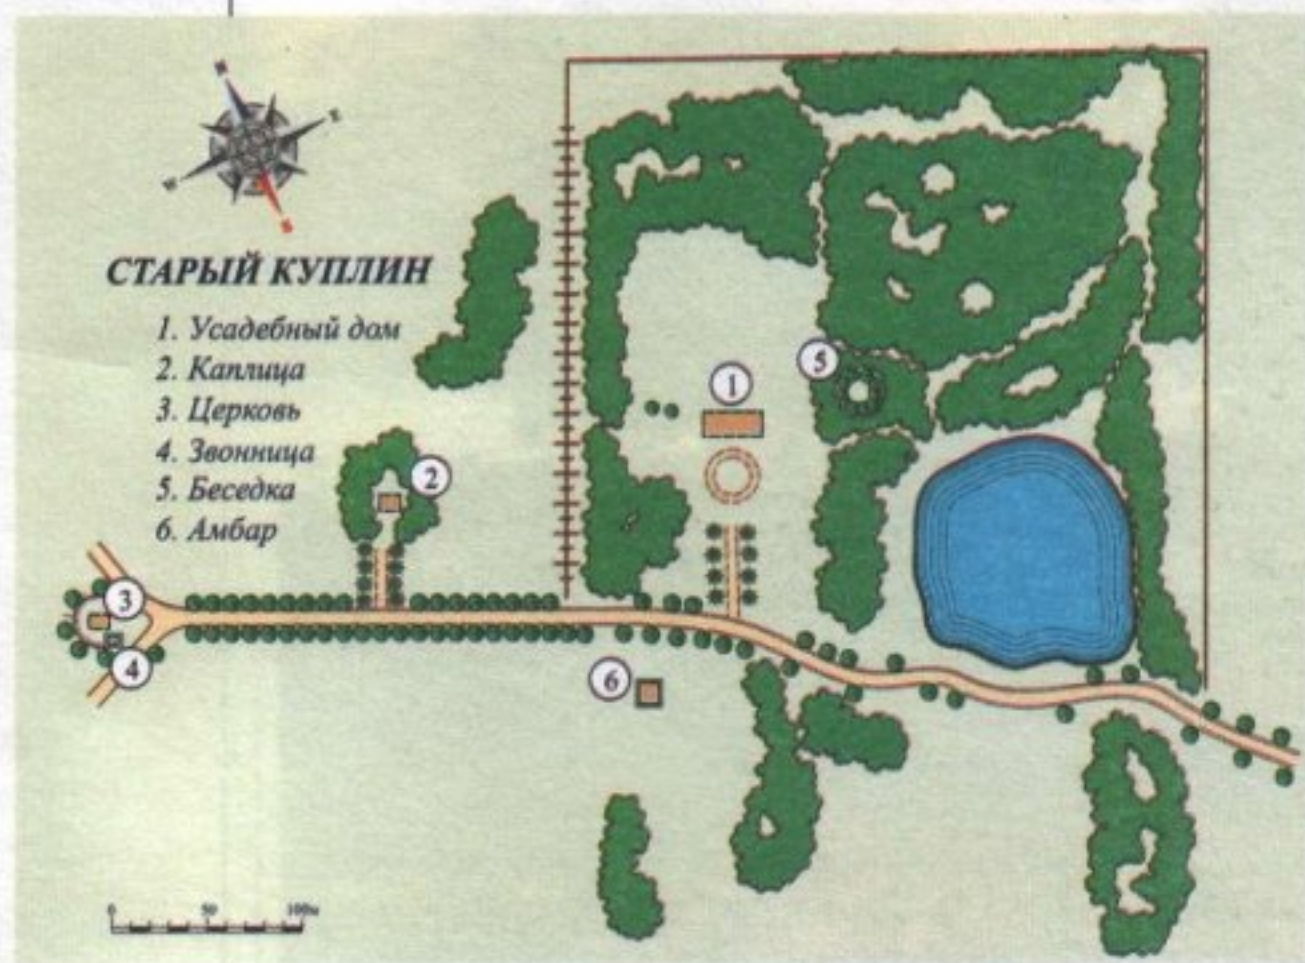 СТАРЫЙ КУПЛИН
1. Усадебный дом
2. Каплица
3. Церковь
4. Звонница
5. Беседка
6. Амбар
1
2
3
4
5
6
0 50 100м